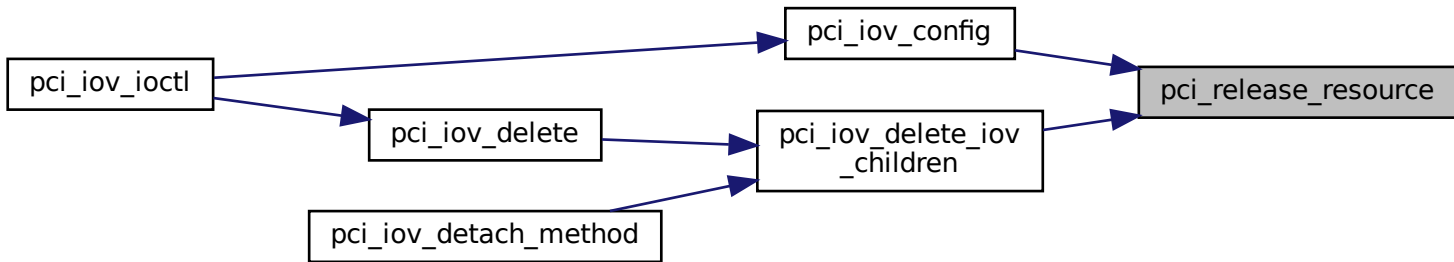 pci_iov_ioctl
pci_iov_config
pci_iov_delete
pci_iov_delete_iov
_children
pci_iov_detach_method
pci_release_resource